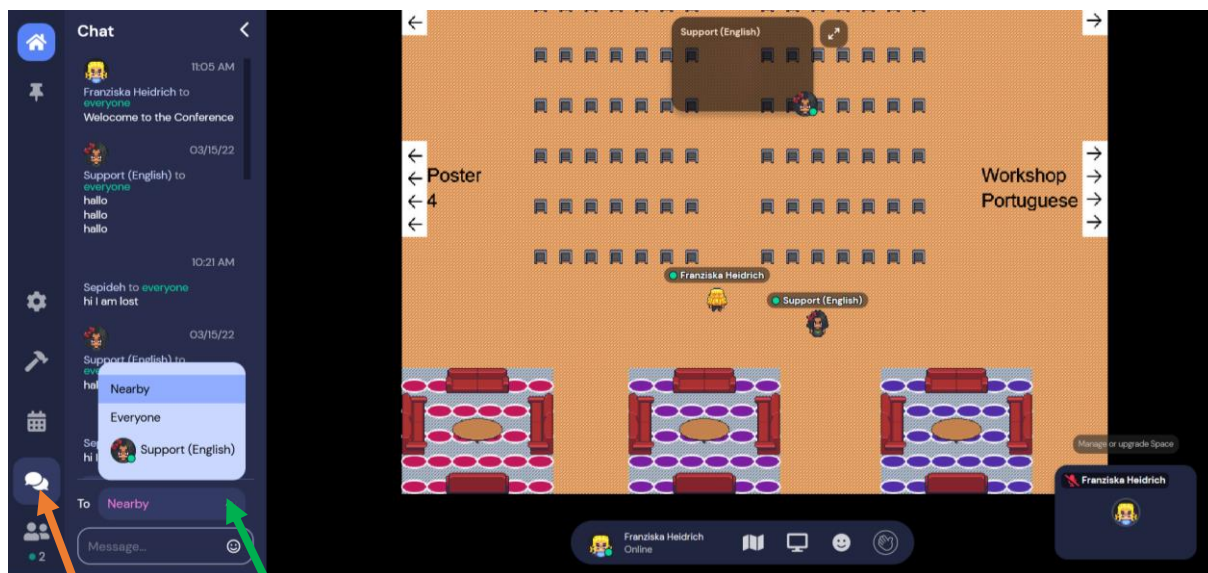 Chat
11:05 AM
Franziska Heidrich to
everyone
Welocome to the Conference
03/15/22
Support (English) to
everyone
hallo
hallo
hallo
10:21 AM
Sepideh to everyone
hi I am lost
03/15/22
Support (English) to
Nearby
Everyone
Support (English)
To Nearby
Message...
2
Support (English)
Poster
4
Workshop
Portuguese
Franziska Heidrich
Support (English)
Manage or upgrade Space
Franziska Heidrich
Franziska Heidrich
Online